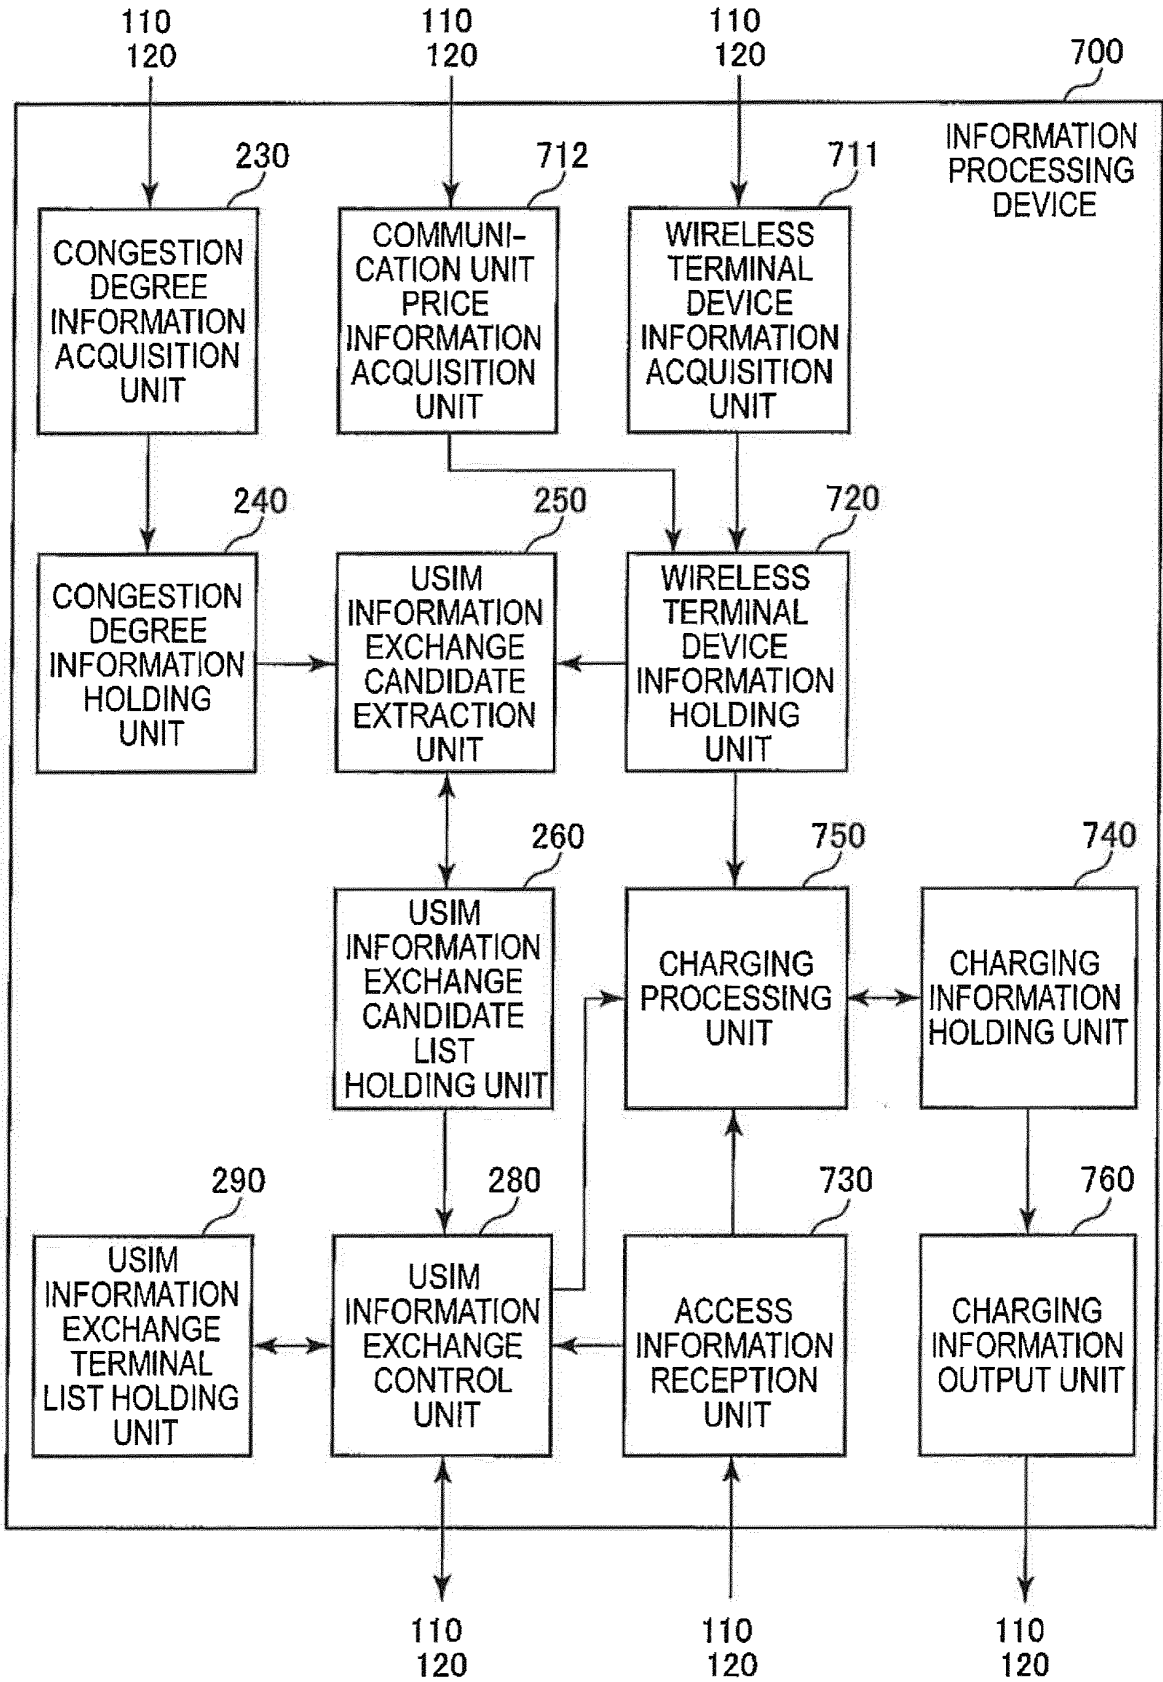 110
120
110
120
110
120
700
INFORMATION
PROCESSING
DEVICE
230
CONGESTION
DEGREE
INFORMATION
ACQUISITION
UNIT
712
COMMUNI–
CATION UNIT
PRICE
INFORMATION
ACQUISITION
UNIT
711
WIRELESS
TERMINAL
DEVICE
INFORMATION
ACQUISITION
UNIT
240
CONGESTION
DEGREE
INFORMATION
HOLDING
UNIT
250
USIM
INFORMATION
EXCHANGE
CANDIDATE
EXTRACTION
UNIT
720
WIRELESS
TERMINAL
DEVICE
INFORMATION
HOLDING
UNIT
260
USIM
INFORMATION
EXCHANGE
CANDIDATE
LIST
HOLDING UNIT
750
CHARGING
PROCESSING
UNIT
740
CHARGING
INFORMATION
HOLDING UNIT
290
USIM
INFORMATION
EXCHANGE
TERMINAL
LIST HOLDING
UNIT
280
USIM
INFORMATION
EXCHANGE
CONTROL
UNIT
730
ACCESS
INFORMATION
RECEPTION
UNIT
760
CHARGING
INFORMATION
OUTPUT UNIT
110
120
110
120
110
120